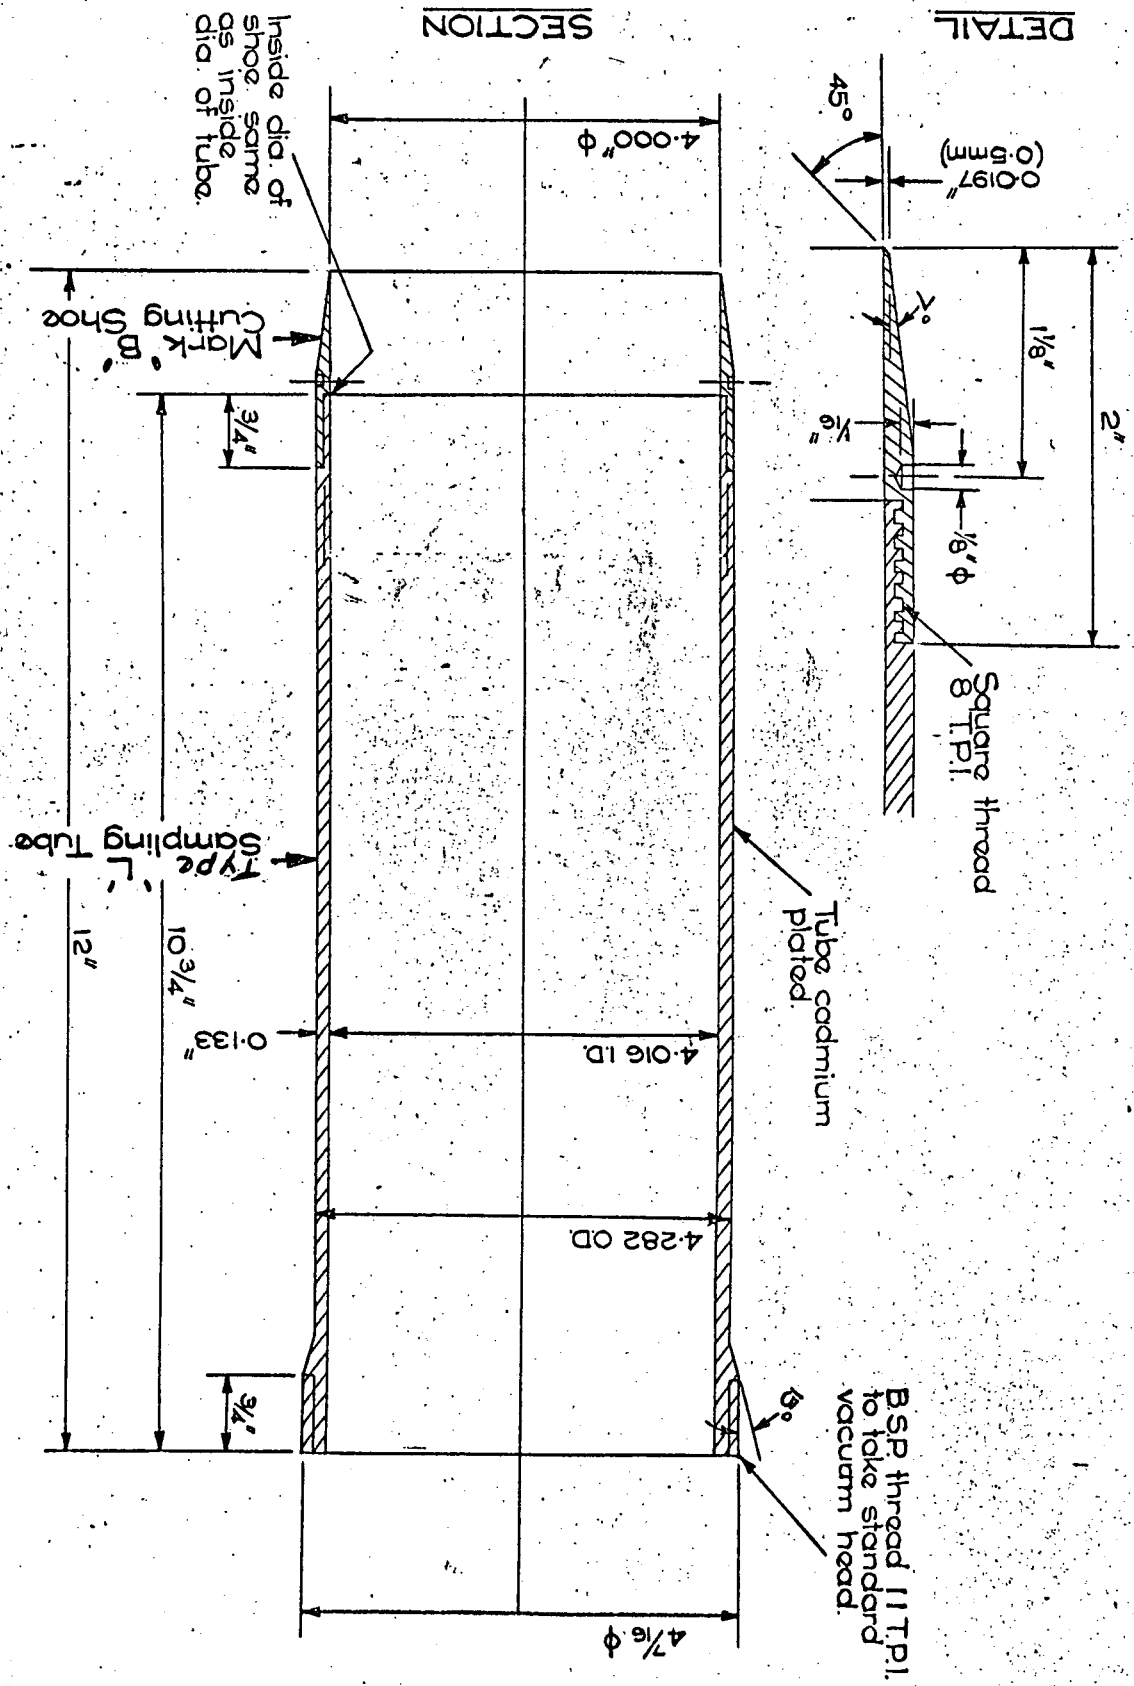 DETAIL
45°
0·0197"
(0·5mm)
7°
1/16"
1/8" φ
1 1/8"
2"
Square thread
8 T.P.I.
SECTION
Inside dia. of
shoe same
as inside
dia. of tube.
4·000" φ
Mark 'B'
Cutting Shoe
3/4"
Type 'L'
Sampling Tube
Tube cadmium
plated.
12"
10 3/4"
0·133"
4·016 I.D.
4·282 O.D.
3/4"
B.S.P. thread 11 T.P.I.
to take standard
vacuum head.
4 7/16 φ